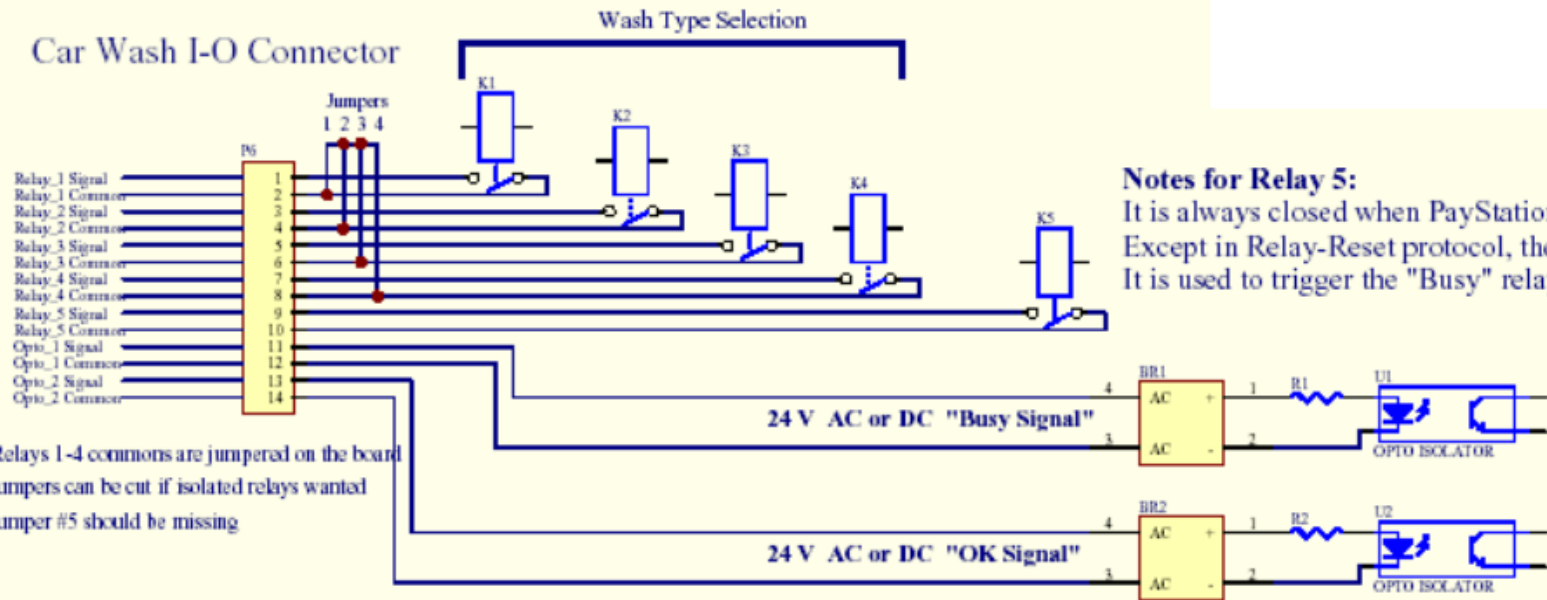 Wash Type Selection
Car Wash I-O Connector
Jumpers
1 2 3 4
K1
K2
K3
K4
K5
P6
Relay_1 Signal 1
Relay_1 Common 2
Relay_2 Signal 3
Relay_2 Common 4
Relay_3 Signal 5
Relay_3 Common 6
Relay_4 Signal 7
Relay_4 Common 8
Relay_5 Signal 9
Relay_5 Common 10
Opto_1 Signal 11
Opto_1 Common 12
Opto_2 Signal 13
Opto_2 Common 14
Notes for Relay 5:
It is always closed when PayStatio
Except in Relay-Reset protocol, the
It is used to trigger the "Busy" rela
24 V AC or DC "Busy Signal"
BR1
4 AC + 1
3 AC - 2
R1
U1
OPTO ISOLATOR
Relays 1-4 commons are jumpered on the board
umpers can be cut if isolated relays wanted
umper #5 should be missing
24 V AC or DC "OK Signal"
BR2
4 AC + 1
3 AC - 2
R2
U2
OPTO ISOLATOR